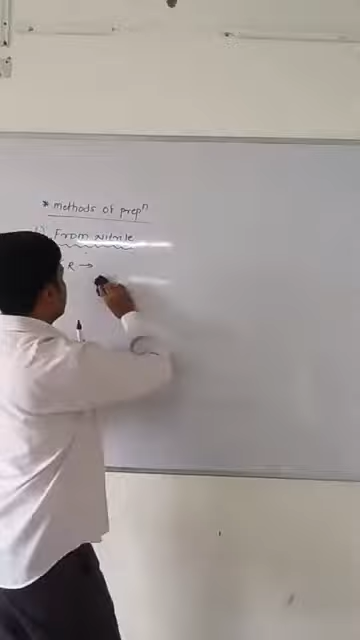 * methods of prepⁿ
From Nitrile
R →